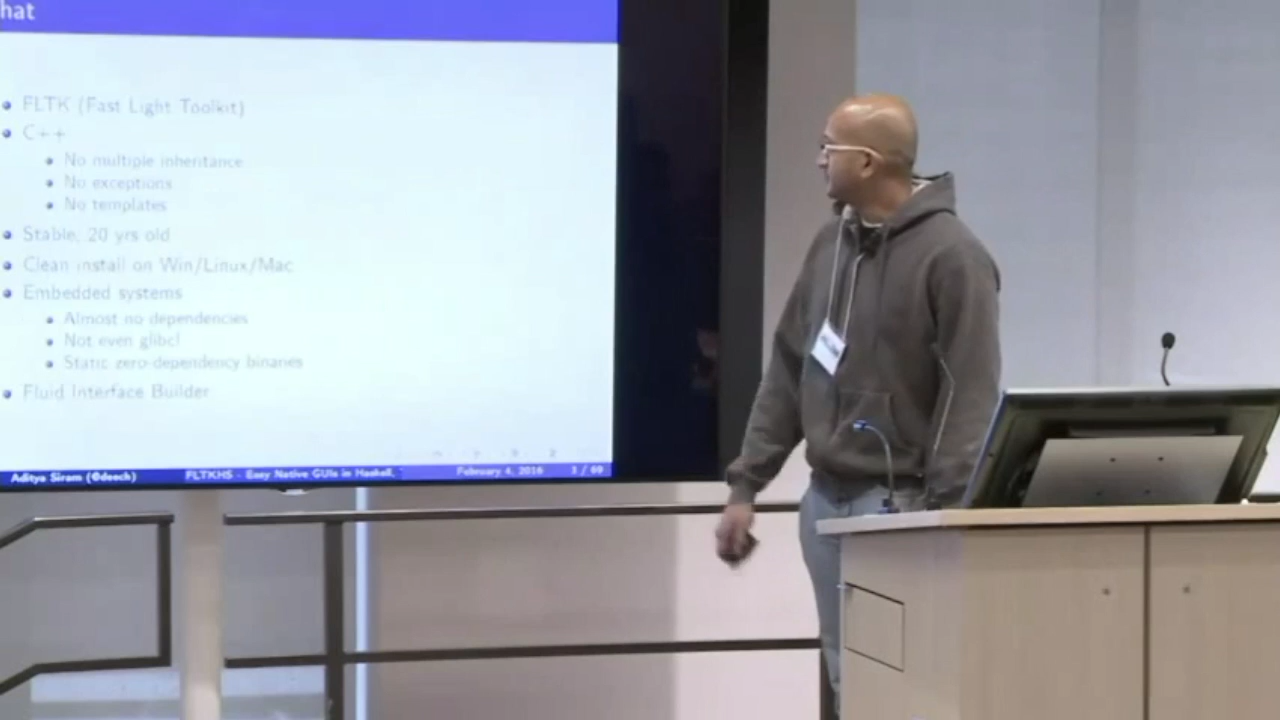 hat
FLTK (Fast Light Toolkit)
C++
No multiple inheritance
No exceptions
No templates
Stable, 20 yrs old
Clean install on Win/Linux/Mac
Embedded systems
Almost no dependencies
Not even glibc!
Static zero-dependency binaries
Fluid Interface Builder
Aditya Siram (@deech) FLTKHS - Easy Native GUIs in Haskell, February 4, 2016 3 / 69